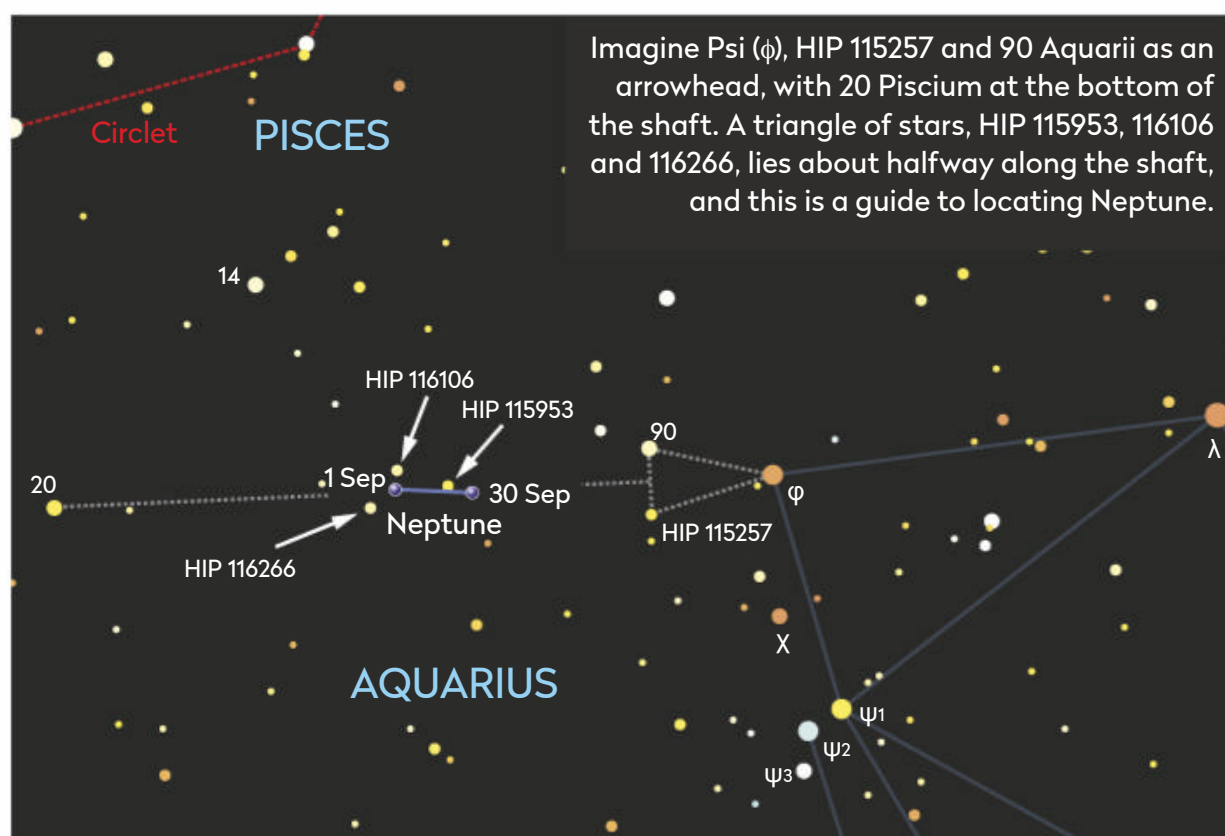 Imagine Psi (ϕ), HIP 115257 and 90 Aquarii as an
arrowhead, with 20 Piscium at the bottom of
the shaft. A triangle of stars, HIP 115953, 116106
and 116266, lies about halfway along the shaft,
and this is a guide to locating Neptune.
Circlet
PISCES
14
HIP 116106
HIP 115953
90
λ
20
1 Sep
30 Sep
φ
Neptune
HIP 115257
HIP 116266
χ
AQUARIUS
ψ1
ψ2
ψ3